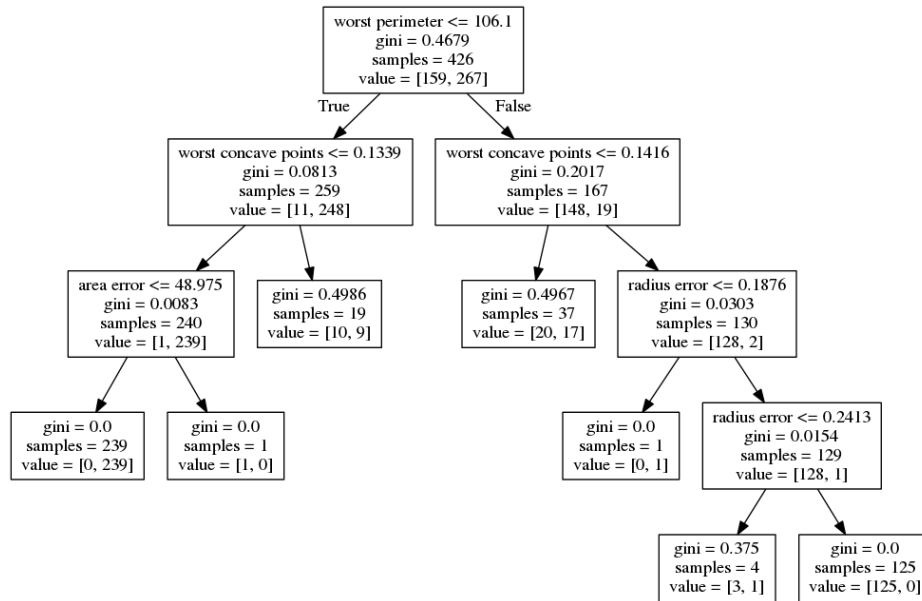 worst perimeter <= 106.1
gini = 0.4679
samples = 426
value = [159, 267]
True
False
worst concave points <= 0.1339
gini = 0.0813
samples = 259
value = [11, 248]
worst concave points <= 0.1416
gini = 0.2017
samples = 167
value = [148, 19]
area error <= 48.975
gini = 0.0083
samples = 240
value = [1, 239]
gini = 0.4986
samples = 19
value = [10, 9]
gini = 0.4967
samples = 37
value = [20, 17]
radius error <= 0.1876
gini = 0.0303
samples = 130
value = [128, 2]
gini = 0.0
samples = 239
value = [0, 239]
gini = 0.0
samples = 1
value = [1, 0]
gini = 0.0
samples = 1
value = [0, 1]
radius error <= 0.2413
gini = 0.0154
samples = 129
value = [128, 1]
gini = 0.375
samples = 4
value = [3, 1]
gini = 0.0
samples = 125
value = [125, 0]